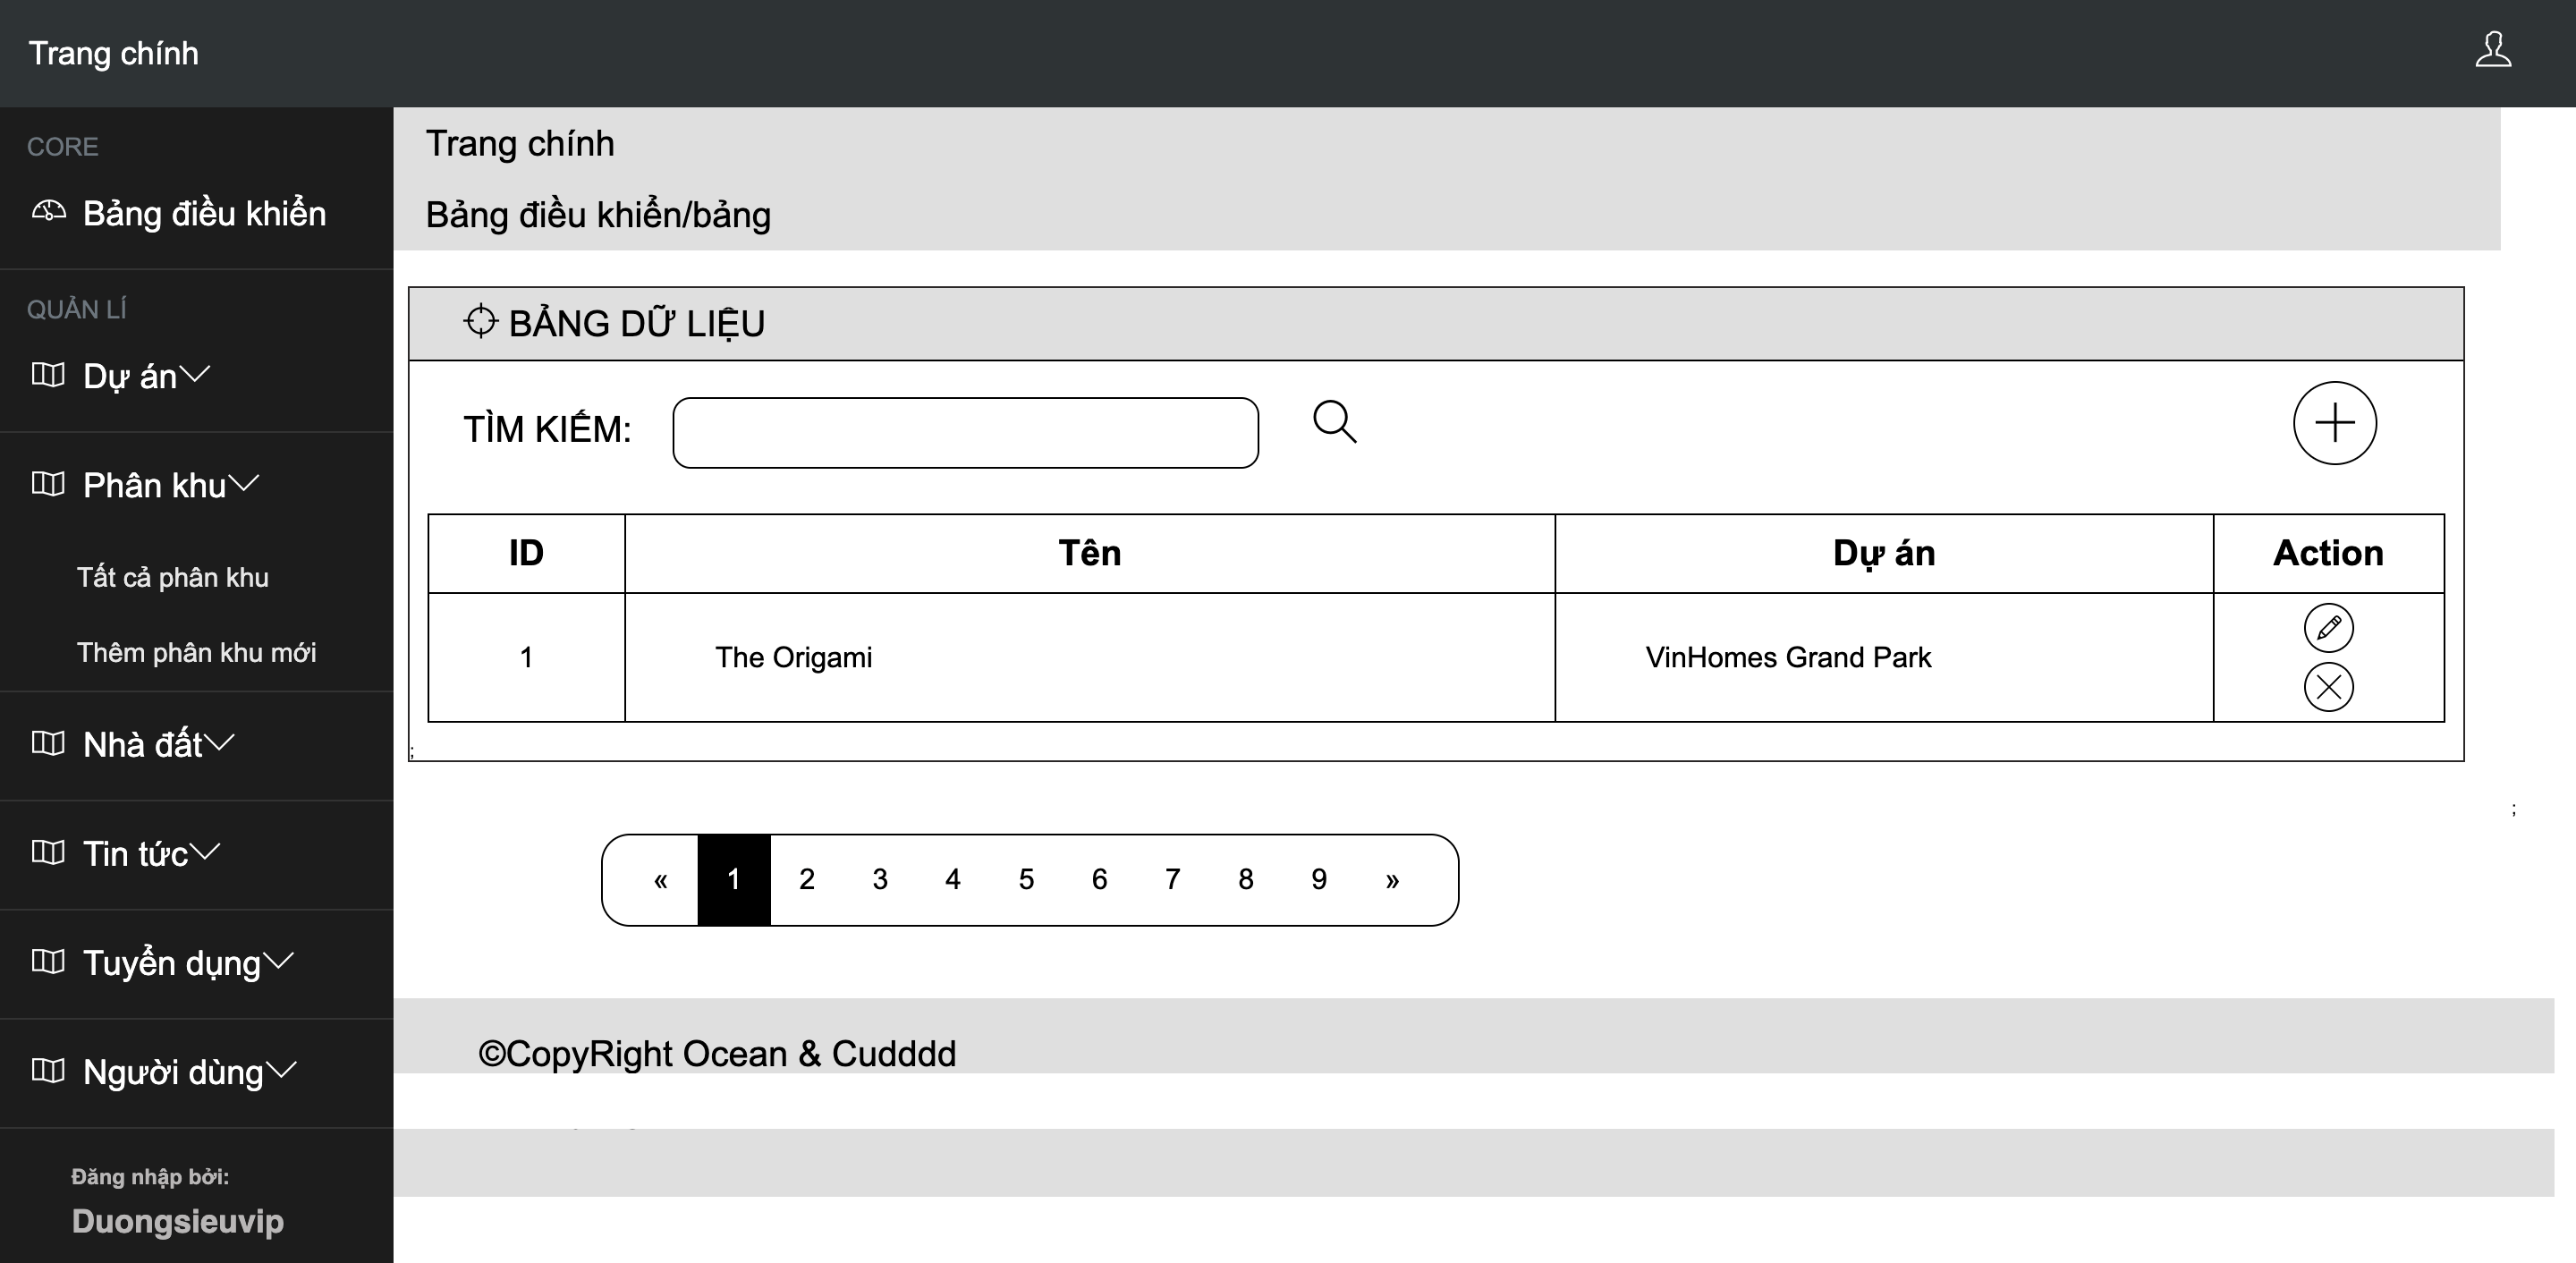 Trang chính
CORE
Bảng điều khiển
QUẢN LÍ
Dự án
Phân khu
Tất cả phân khu
Thêm phân khu mới
Nhà đất
Tin tức
Tuyển dụng
Người dùng
Đăng nhập bởi:
Duongsieuvip
Trang chính
Bảng điều khiển/bảng
BẢNG DỮ LIỆU
TÌM KIẾM:
ID Tên Dự án Action
1 The Origami VinHomes Grand Park
;
;
« 1 2 3 4 5 6 7 8 9 »
©CopyRight Ocean & Cudddd